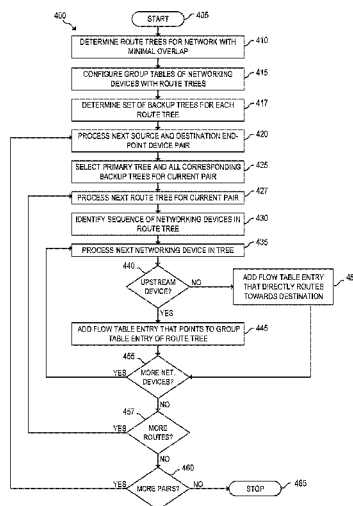 400
START
405
DETERMINE ROUTE TREES FOR NETWORK WITH
MINIMAL OVERLAP
410
CONFIGURE GROUP TABLES OF NETWORKING
DEVICES WITH ROUTE TREES
415
DETERMINE SET OF BACKUP TREES FOR EACH
ROUTE TREE
417
PROCESS NEXT SOURCE AND DESTINATION END-
POINT DEVICE PAIR
420
SELECT PRIMARY TREE AND ALL CORRESPONDING
BACKUP TREES FOR CURRENT PAIR
425
PROCESS NEXT ROUTE TREE FOR CURRENT PAIR
427
IDENTIFY SEQUENCE OF NETWORKING DEVICES IN
ROUTE TREE
430
PROCESS NEXT NETWORKING DEVICE IN TREE
435
440
UPSTREAM
DEVICE?
NO
YES
ADD FLOW TABLE ENTRY
THAT DIRECTLY ROUTES
TOWARDS DESTINATION
ADD FLOW TABLE ENTRY THAT POINTS TO GROUP
TABLE ENTRY OF ROUTE TREE
445
455
MORE NET.
DEVICES?
YES
NO
457
MORE
ROUTES?
YES
NO
460
MORE PAIRS?
YES
NO
STOP
465